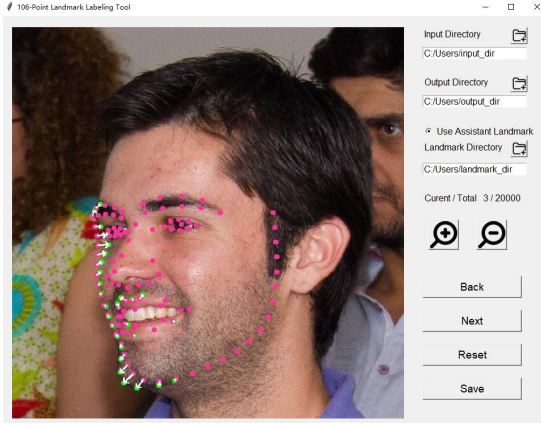 106-Point Landmark Labeling Tool
Input Directory
C:/Users/input_dir
Output Directory
C:/Users/output_dir
Use Assistant Landmark
Landmark Directory
C:/Users/landmark_dir
Curent / Total 3 / 20000
Back
Next
Reset
Save